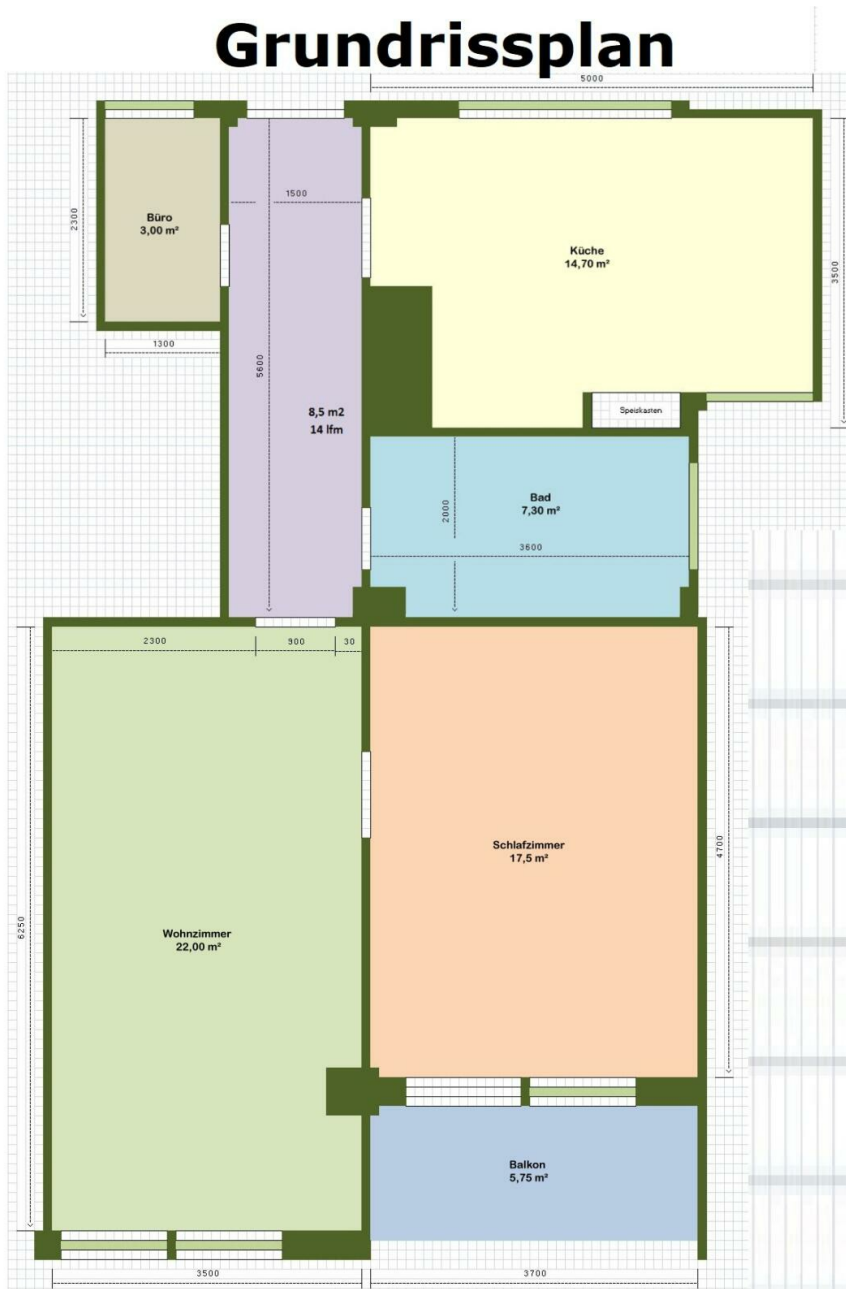 Grundrissplan
5000
2300
1500
Büro
3,00 m²
Küche
14,70 m²
3500
1300
5600
8,5 m2
14 lfm
Speiskasten
Bad
7,30 m²
2000
3600
2300
900
30
Schlafzimmer
17,5 m²
4700
6250
Wohnzimmer
22,00 m²
Balkon
5,75 m²
3500
3700